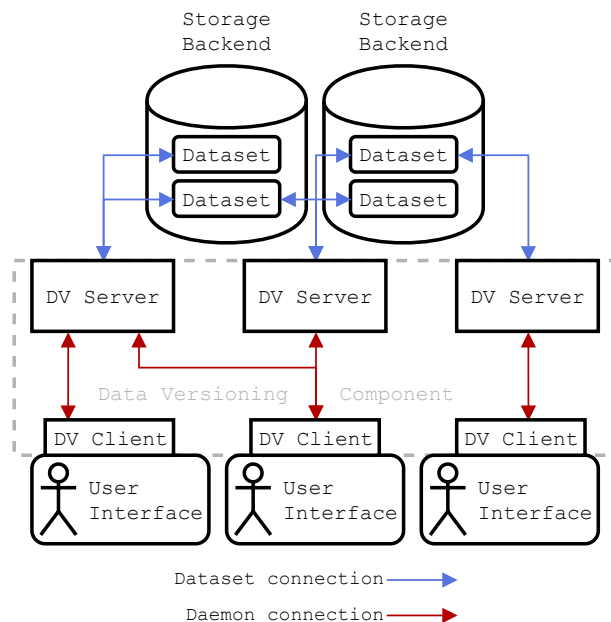 Storage
Backend
Storage
Backend
Dataset
Dataset
Dataset
Dataset
DV Server
DV Server
DV Server
Data Versioning Component
DV Client
DV Client
DV Client
User
Interface
User
Interface
User
Interface
Dataset connection
Daemon connection